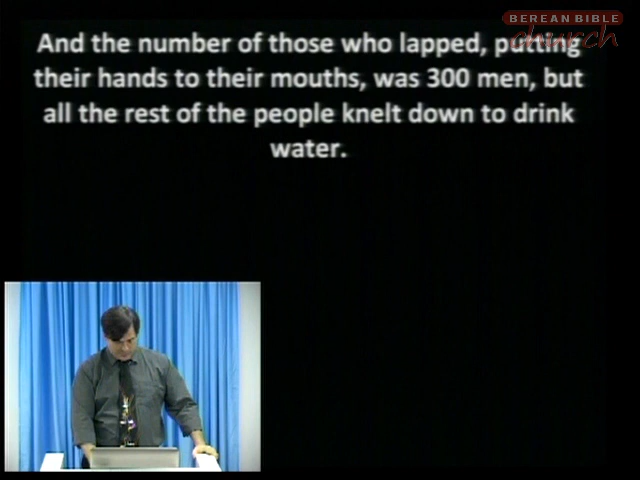 BEREAN BIBLE
church
And the number of those who lapped, putting
their hands to their mouths, was 300 men, but
all the rest of the people knelt down to drink
water.